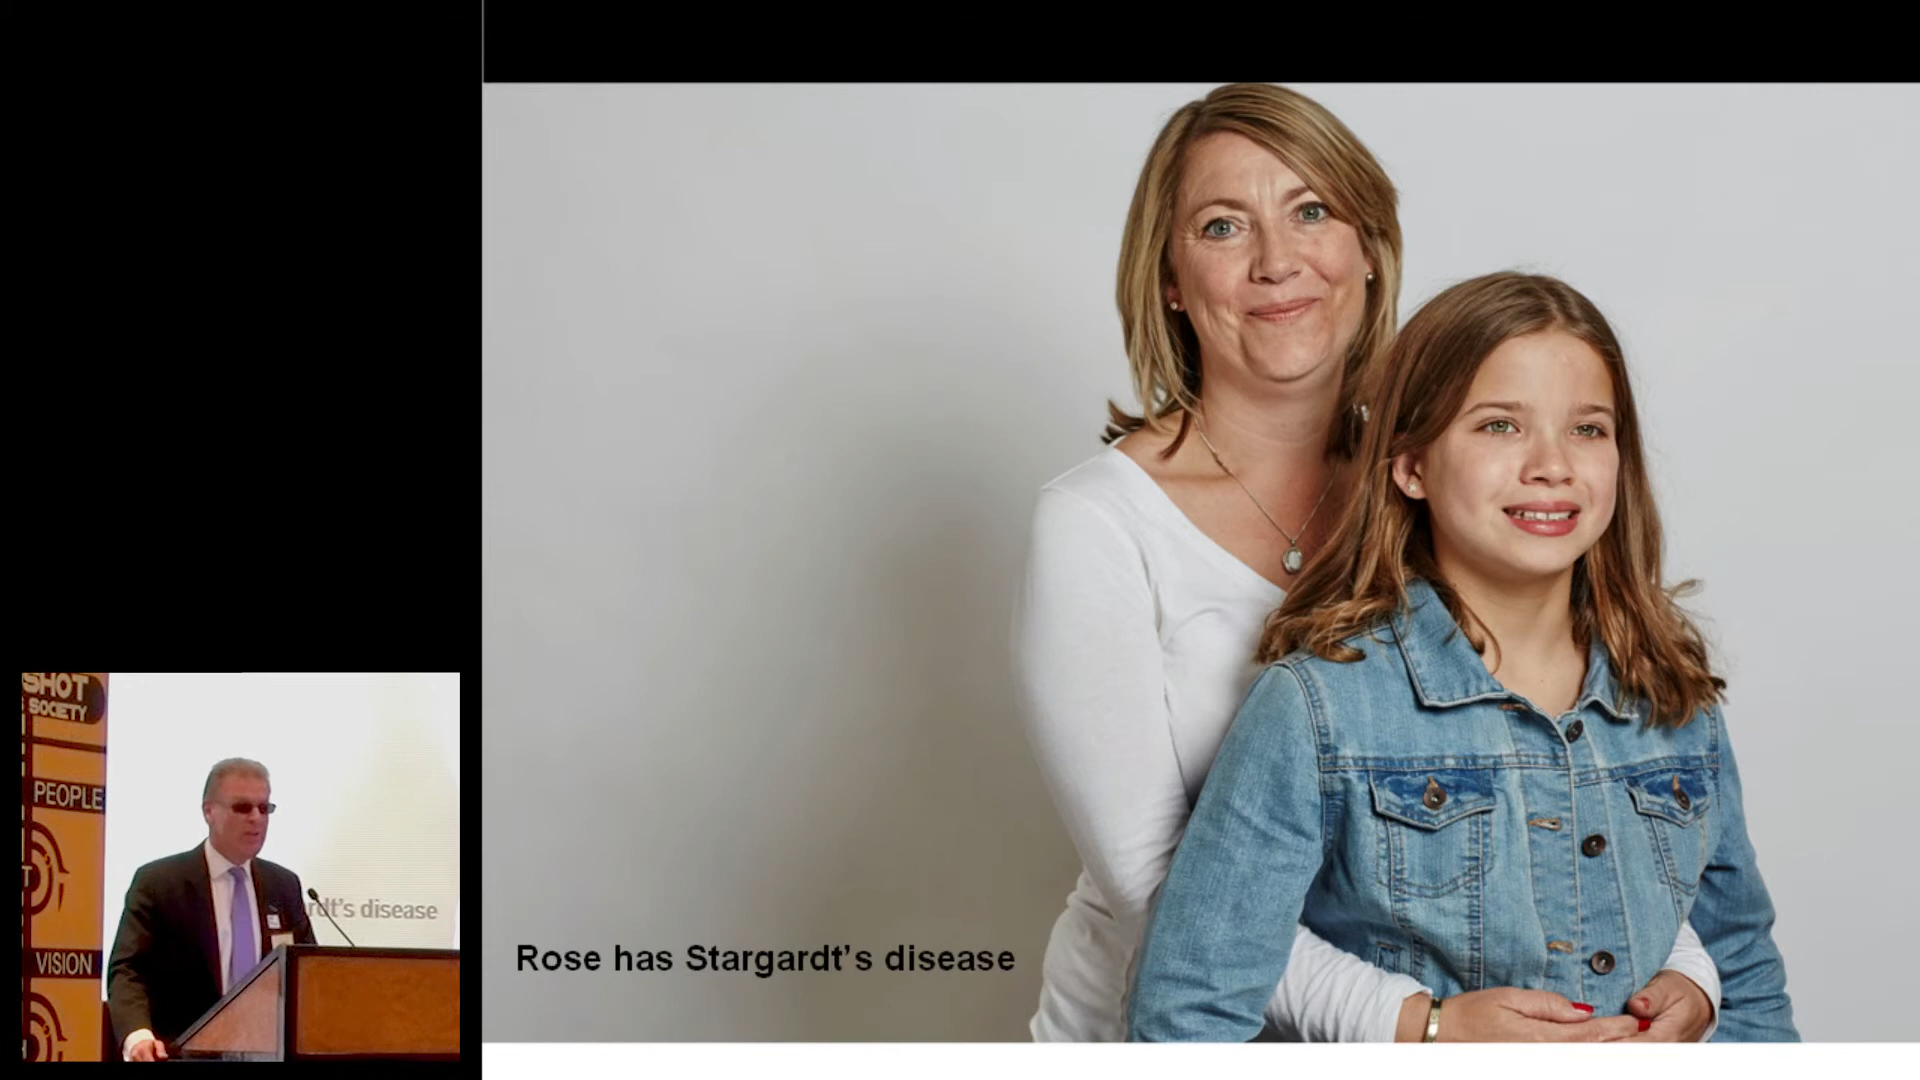 SHOT
SOCIETY
PEOPLE
T
VISION
rdt's disease
Rose has Stargardt’s disease